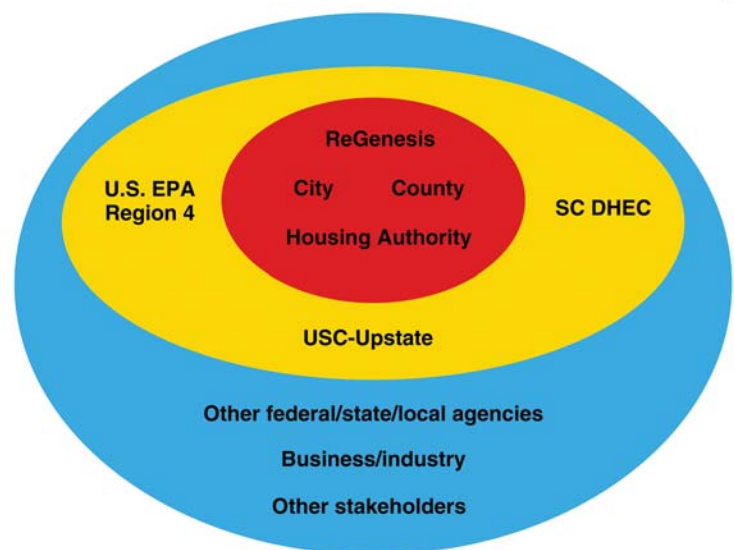 ReGenesis
City County
Housing Authority
U.S. EPA
Region 4
SC DHEC
USC-Upstate
Other federal/state/local agencies
Business/industry
Other stakeholders